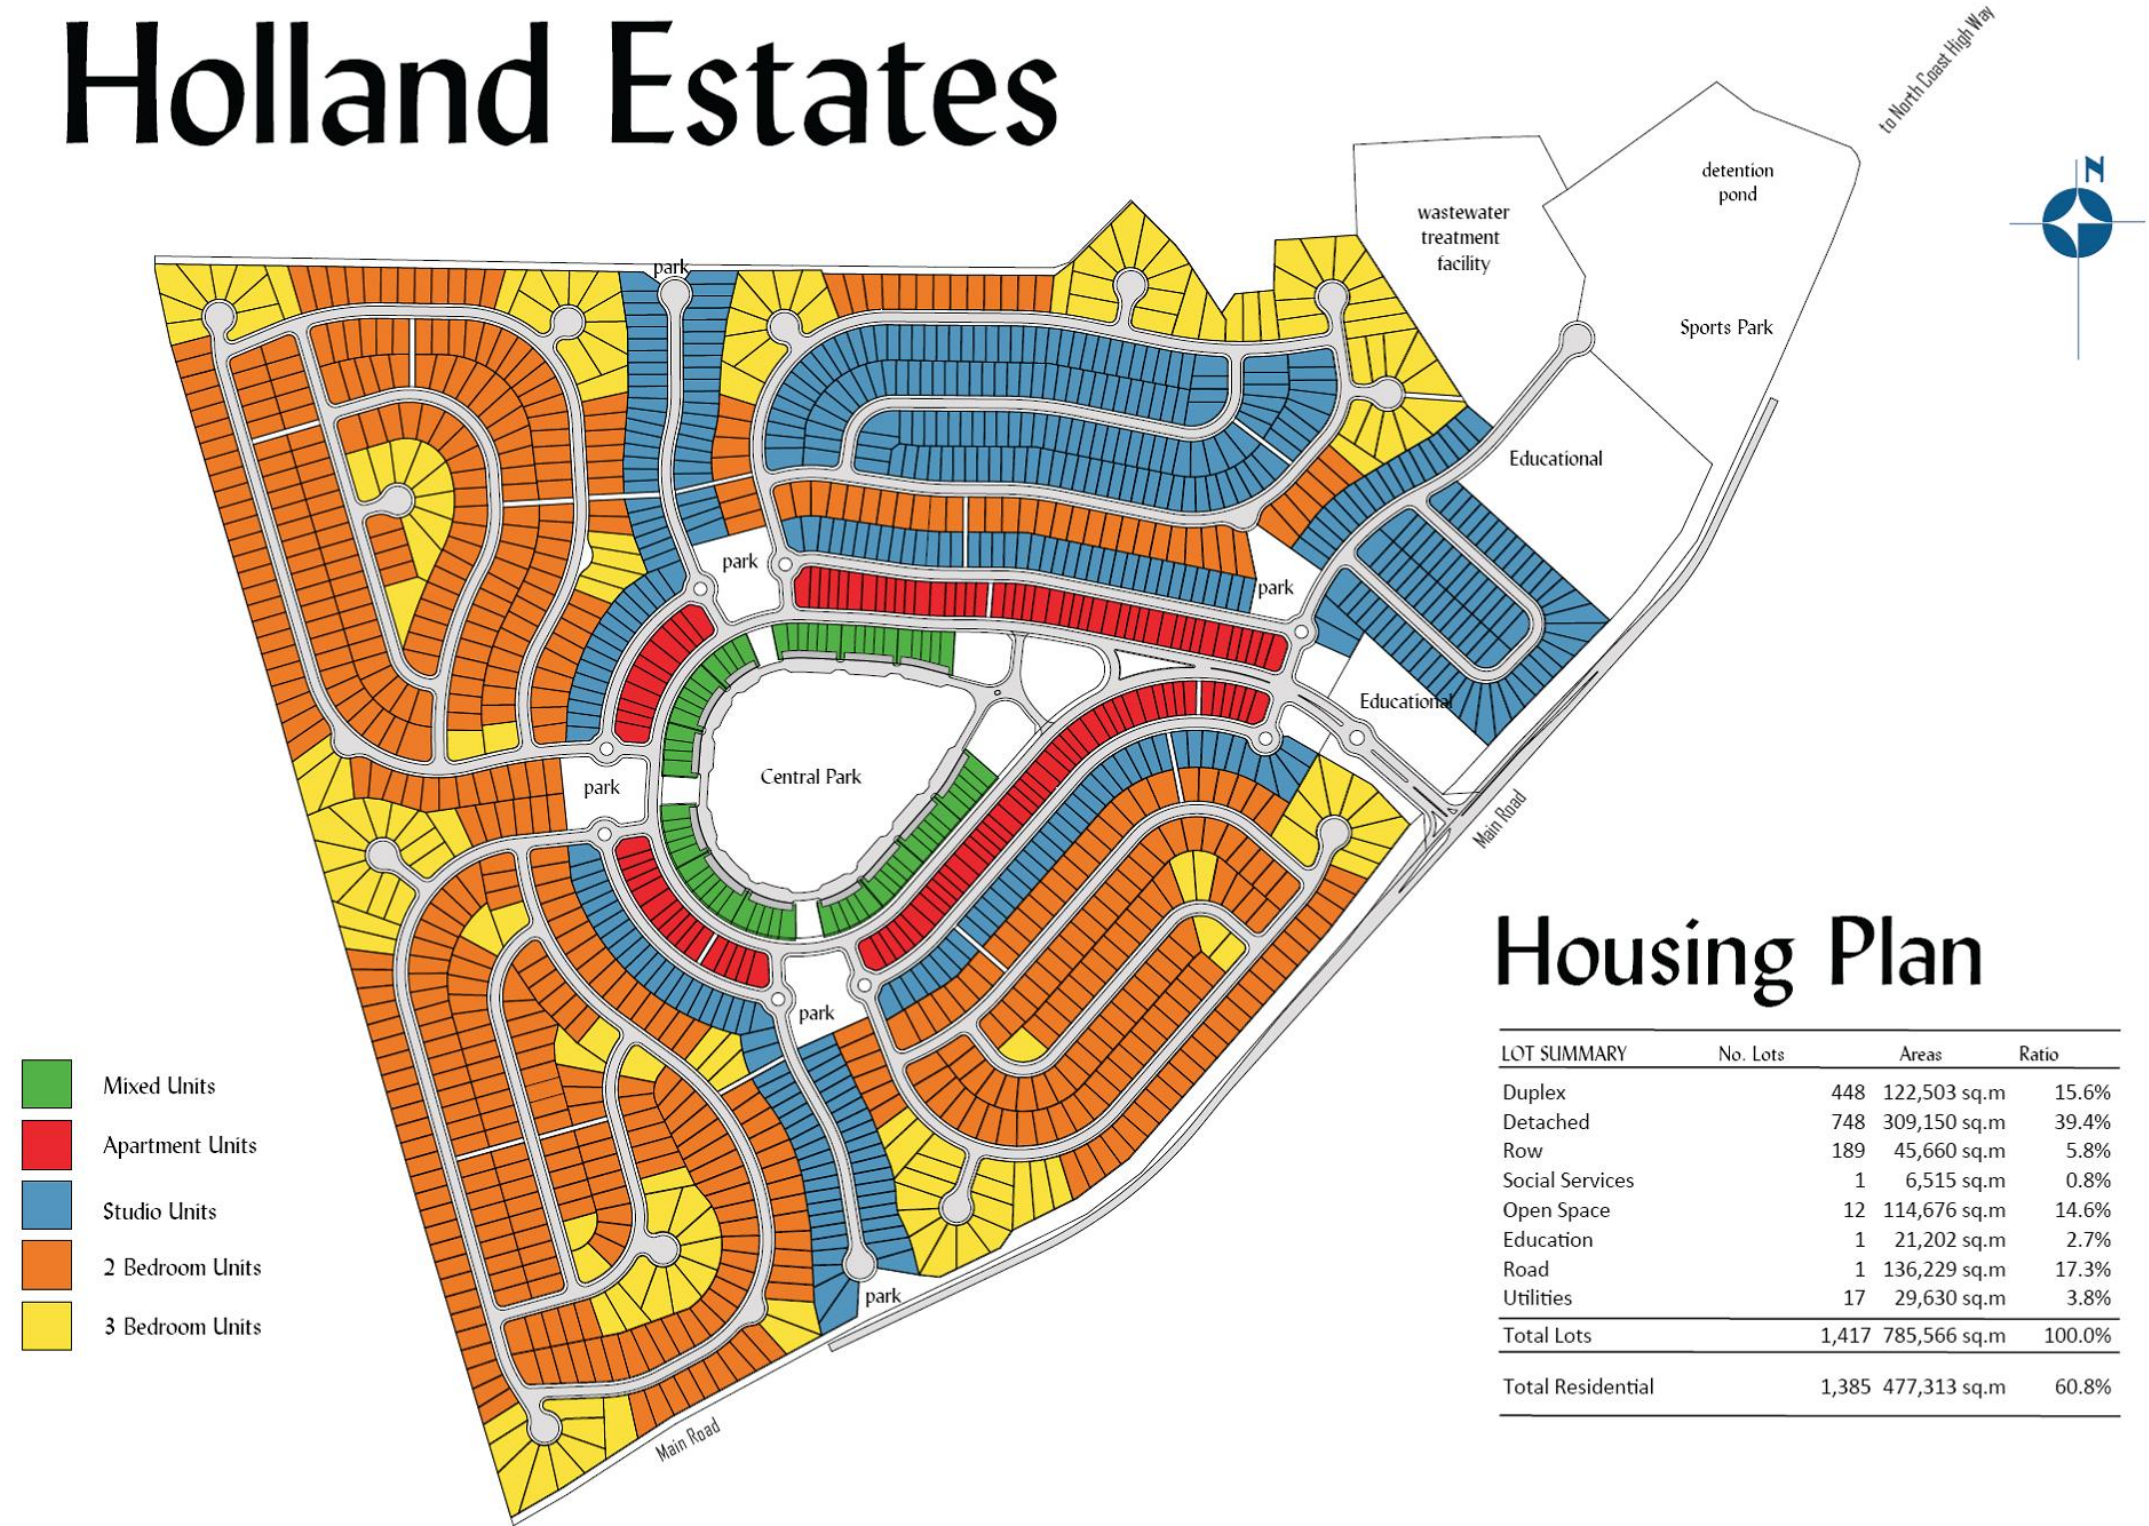 Holland Estates
to North Coast High Way
N
detention
pond
wastewater
treatment
facility
Sports Park
park
Educational
park
park
Educational
Central Park
park
Main Road
park
park
Main Road
Mixed Units
Apartment Units
Studio Units
2 Bedroom Units
3 Bedroom Units
Housing Plan
LOT SUMMARY No. Lots Areas Ratio
Duplex 448 122,503 sq.m 15.6%
Detached 748 309,150 sq.m 39.4%
Row 189 45,660 sq.m 5.8%
Social Services 1 6,515 sq.m 0.8%
Open Space 12 114,676 sq.m 14.6%
Education 1 21,202 sq.m 2.7%
Road 1 136,229 sq.m 17.3%
Utilities 17 29,630 sq.m 3.8%
Total Lots 1,417 785,566 sq.m 100.0%
Total Residential 1,385 477,313 sq.m 60.8%